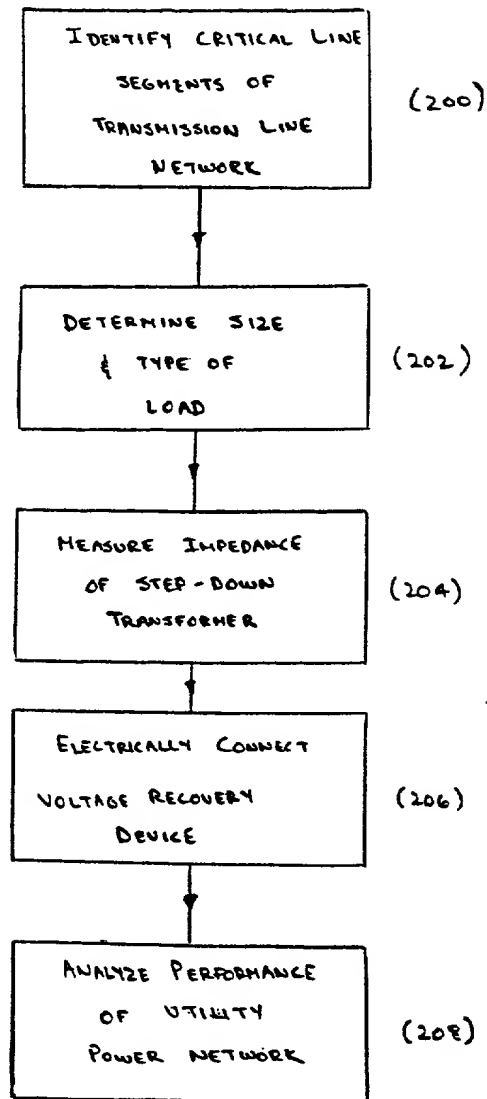 IDENTIFY CRITICAL LINE
SEGMENTS OF
TRANSMISSION LINE
NETWORK
(200)
DETERMINE SIZE
& TYPE OF
LOAD
(202)
MEASURE IMPEDANCE
OF STEP-DOWN
TRANSFORMER
(204)
ELECTRICALLY CONNECT
VOLTAGE RECOVERY
DEVICE
(206)
ANALYZE PERFORMANCE
OF UTILITY
POWER NETWORK
(208)